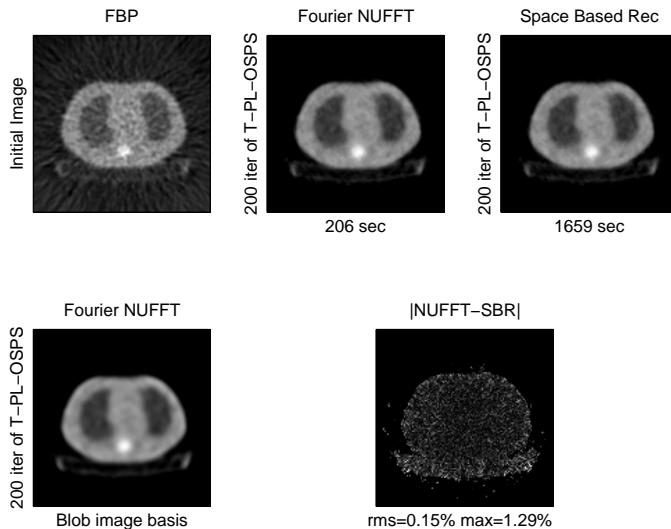 FBP
Initial Image
Fourier NUFFT
200 iter of T−PL−OSPS
206 sec
Space Based Rec
200 iter of T−PL−OSPS
1659 sec
Fourier NUFFT
200 iter of T−PL−OSPS
Blob image basis
|NUFFT−SBR|
rms=0.15% max=1.29%